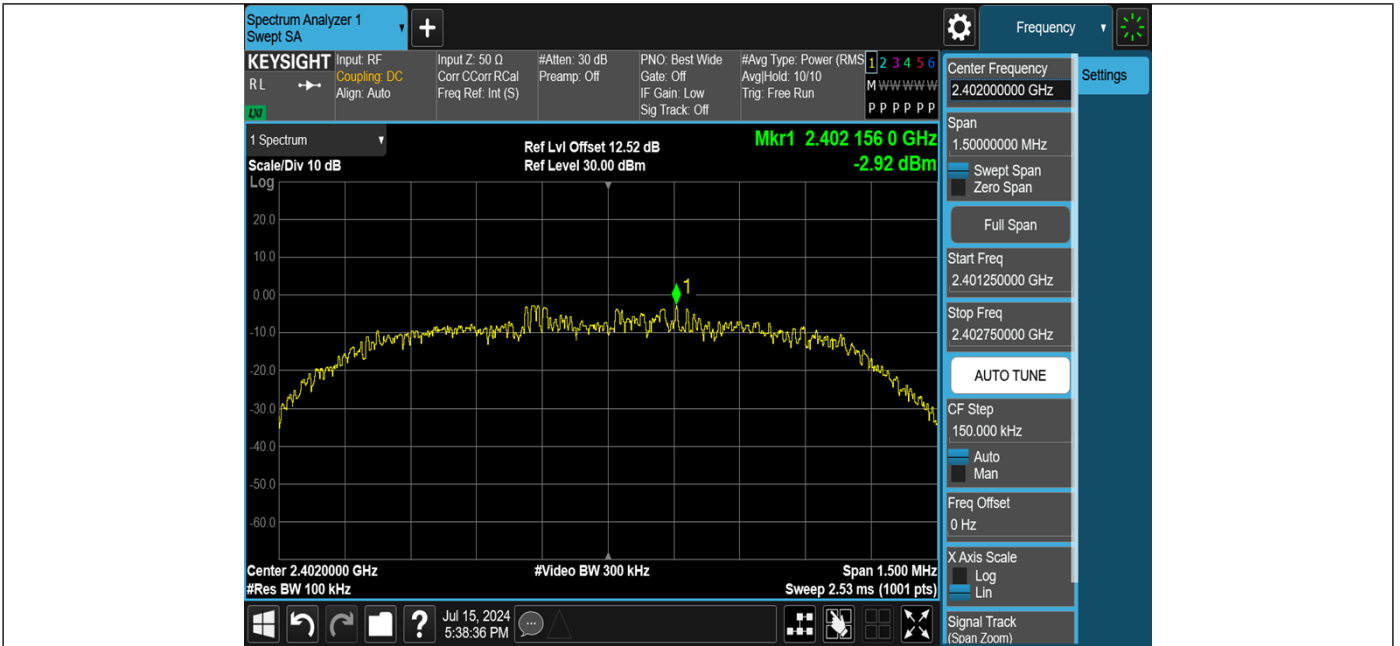 Spectrum Analyzer 1
Swept SA
+
Frequency
KEYSIGHT
R L
LXI
Input: RF
Coupling: DC
Align: Auto
Input Z: 50 Ω
Corr CCorr RCal
Freq Ref: Int (S)
#Atten: 30 dB
Preamp: Off
PNO: Best Wide
Gate: Off
IF Gain: Low
Sig Track: Off
#Avg Type: Power (RMS
Avg|Hold: 10/10
Trig: Free Run
1 2 3 4 5 6
M W W W W W
P P P P P P
1 Spectrum
Scale/Div 10 dB
Ref Lvl Offset 12.52 dB
Ref Level 30.00 dBm
Mkr1 2.402 156 0 GHz
-2.92 dBm
Log
20.0
10.0
0.00
-10.0
-20.0
-30.0
-40.0
-50.0
-60.0
1
Center 2.4020000 GHz
#Res BW 100 kHz
#Video BW 300 kHz
Span 1.500 MHz
Sweep 2.53 ms (1001 pts)
?
Jul 15, 2024
5:38:36 PM
Center Frequency
2.402000000 GHz
Settings
Span
1.50000000 MHz
Swept Span
Zero Span
Full Span
Start Freq
2.401250000 GHz
Stop Freq
2.402750000 GHz
AUTO TUNE
CF Step
150.000 kHz
Auto
Man
Freq Offset
0 Hz
X Axis Scale
Log
Lin
Signal Track
(Span Zoom)